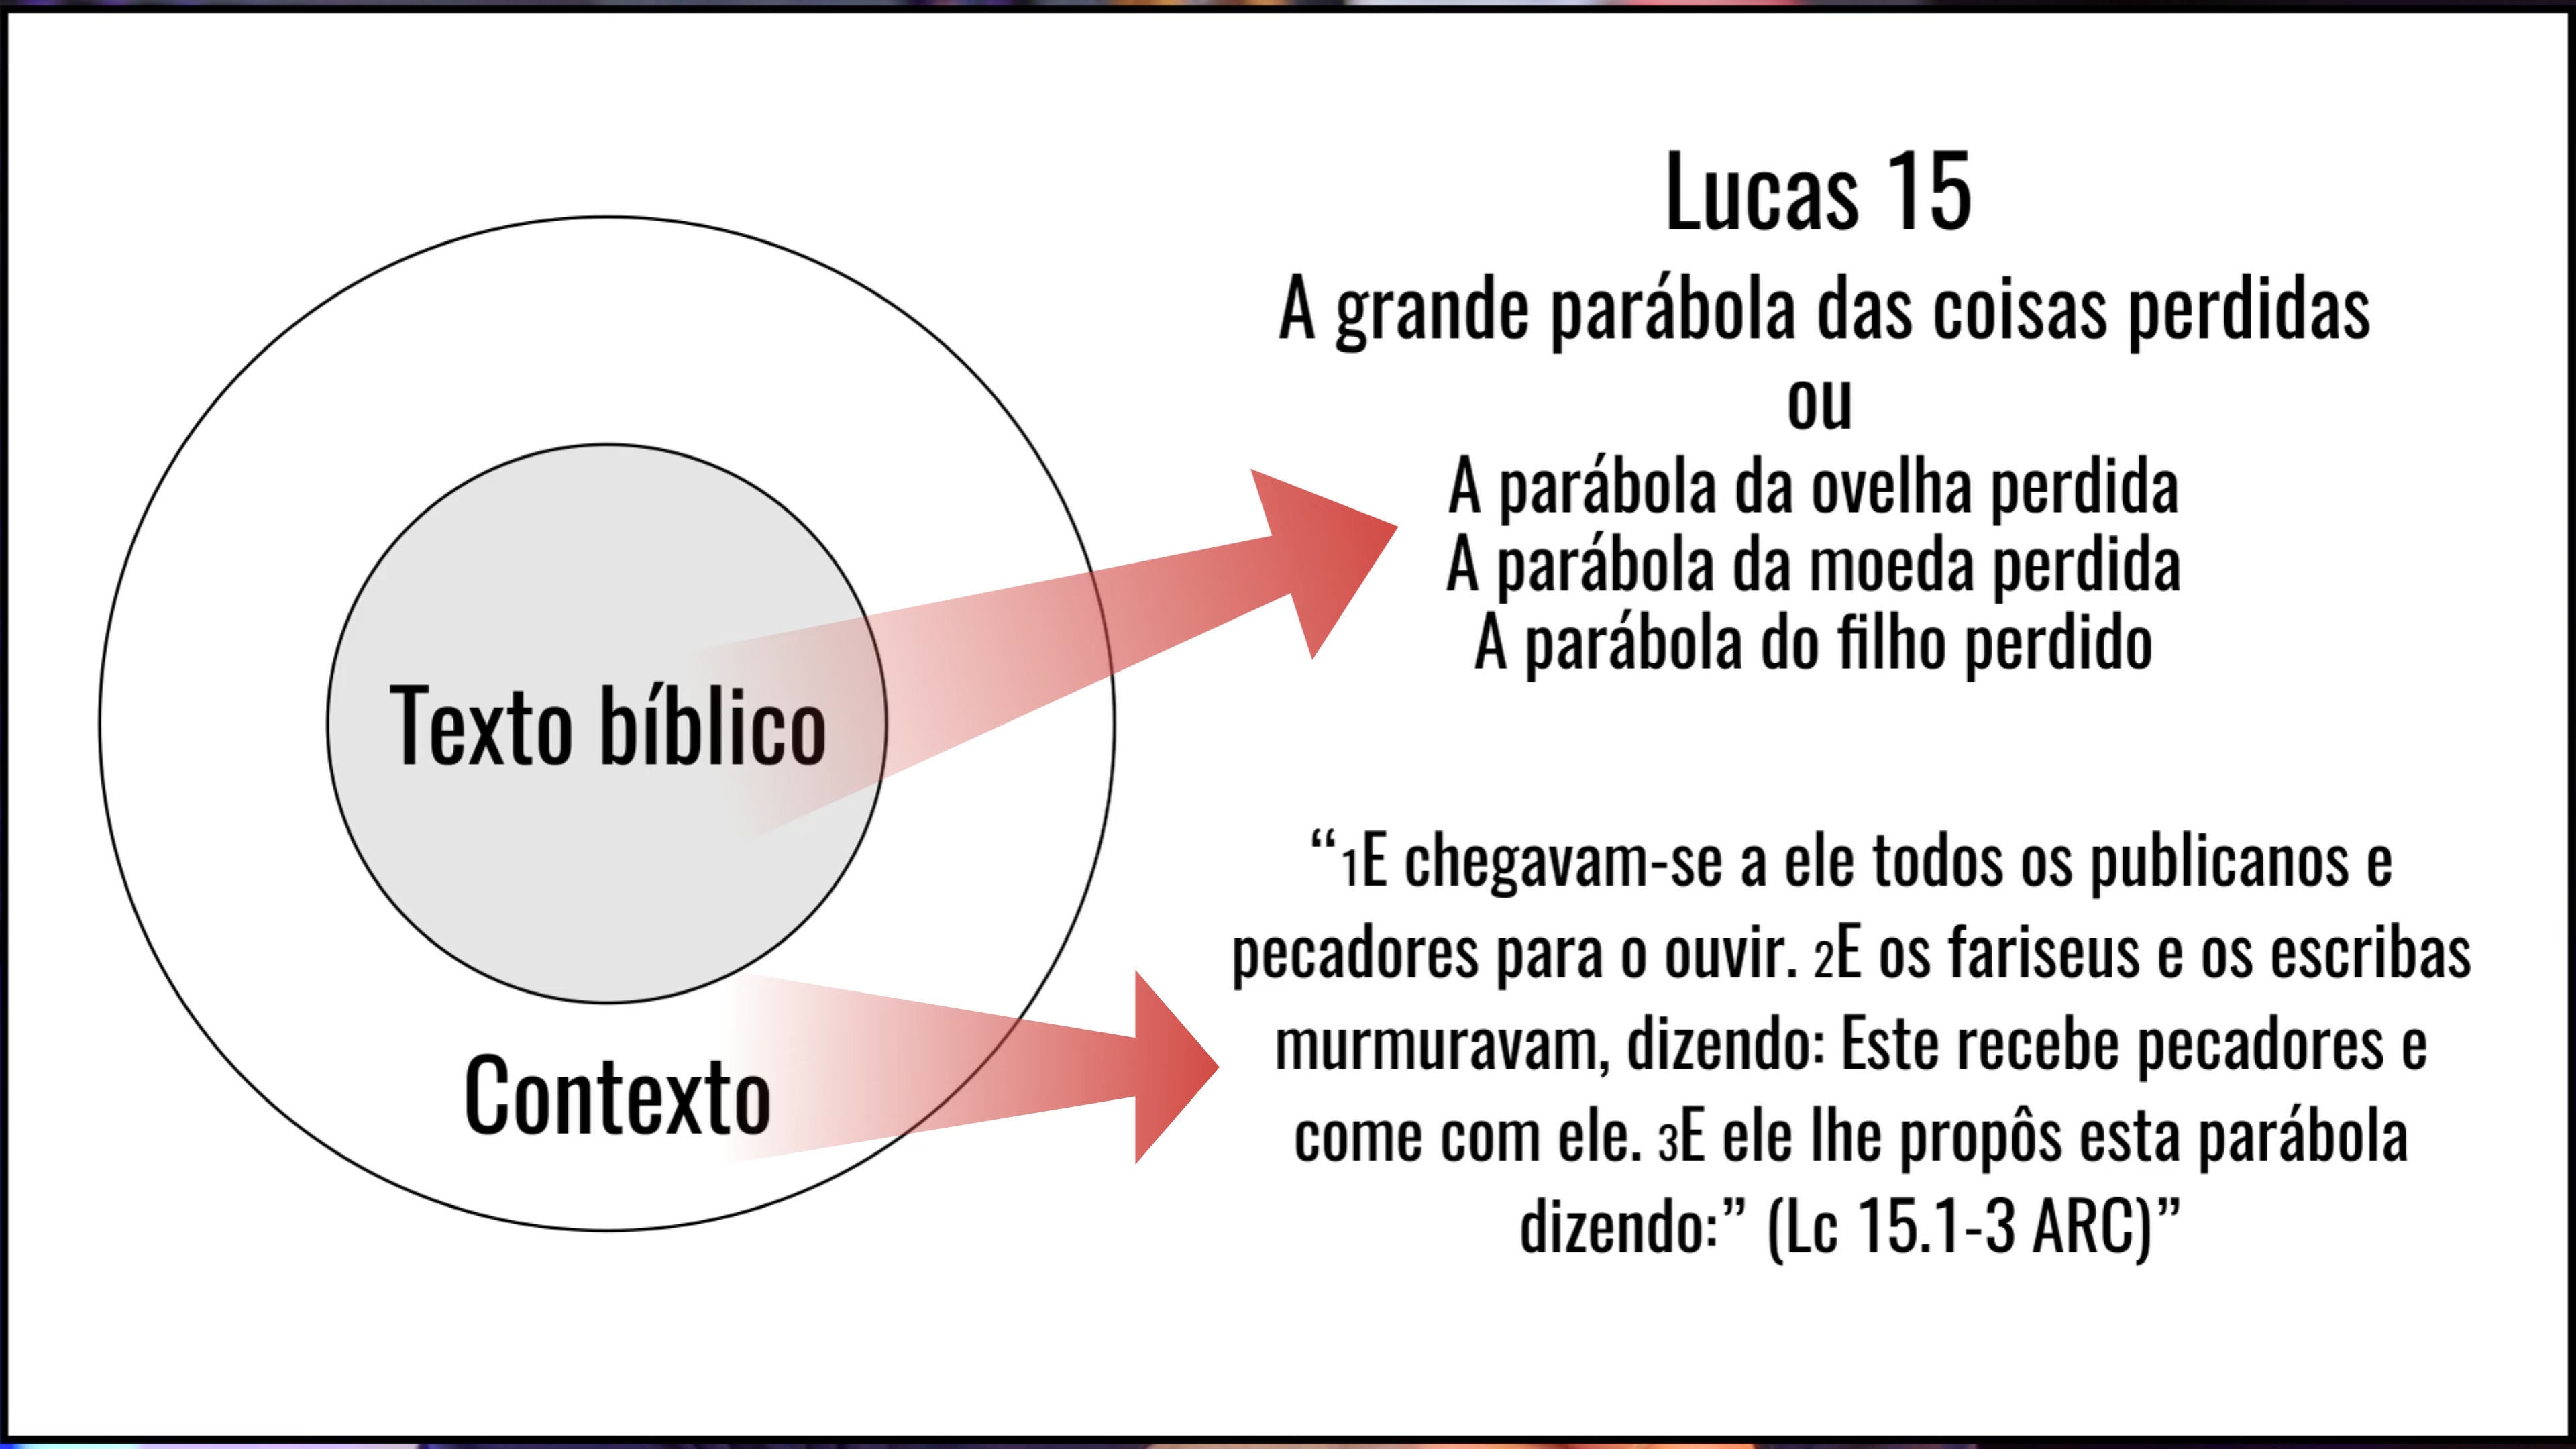 Lucas 15
A grande parábola das coisas perdidas
ou
A parábola da ovelha perdida
A parábola da moeda perdida
A parábola do filho perdido
Texto bíblico
Contexto
“1E chegavam-se a ele todos os publicanos e
pecadores para o ouvir. 2E os fariseus e os escribas
murmuravam, dizendo: Este recebe pecadores e
come com ele. 3E ele lhe propôs esta parábola
dizendo:” (Lc 15.1-3 ARC)”